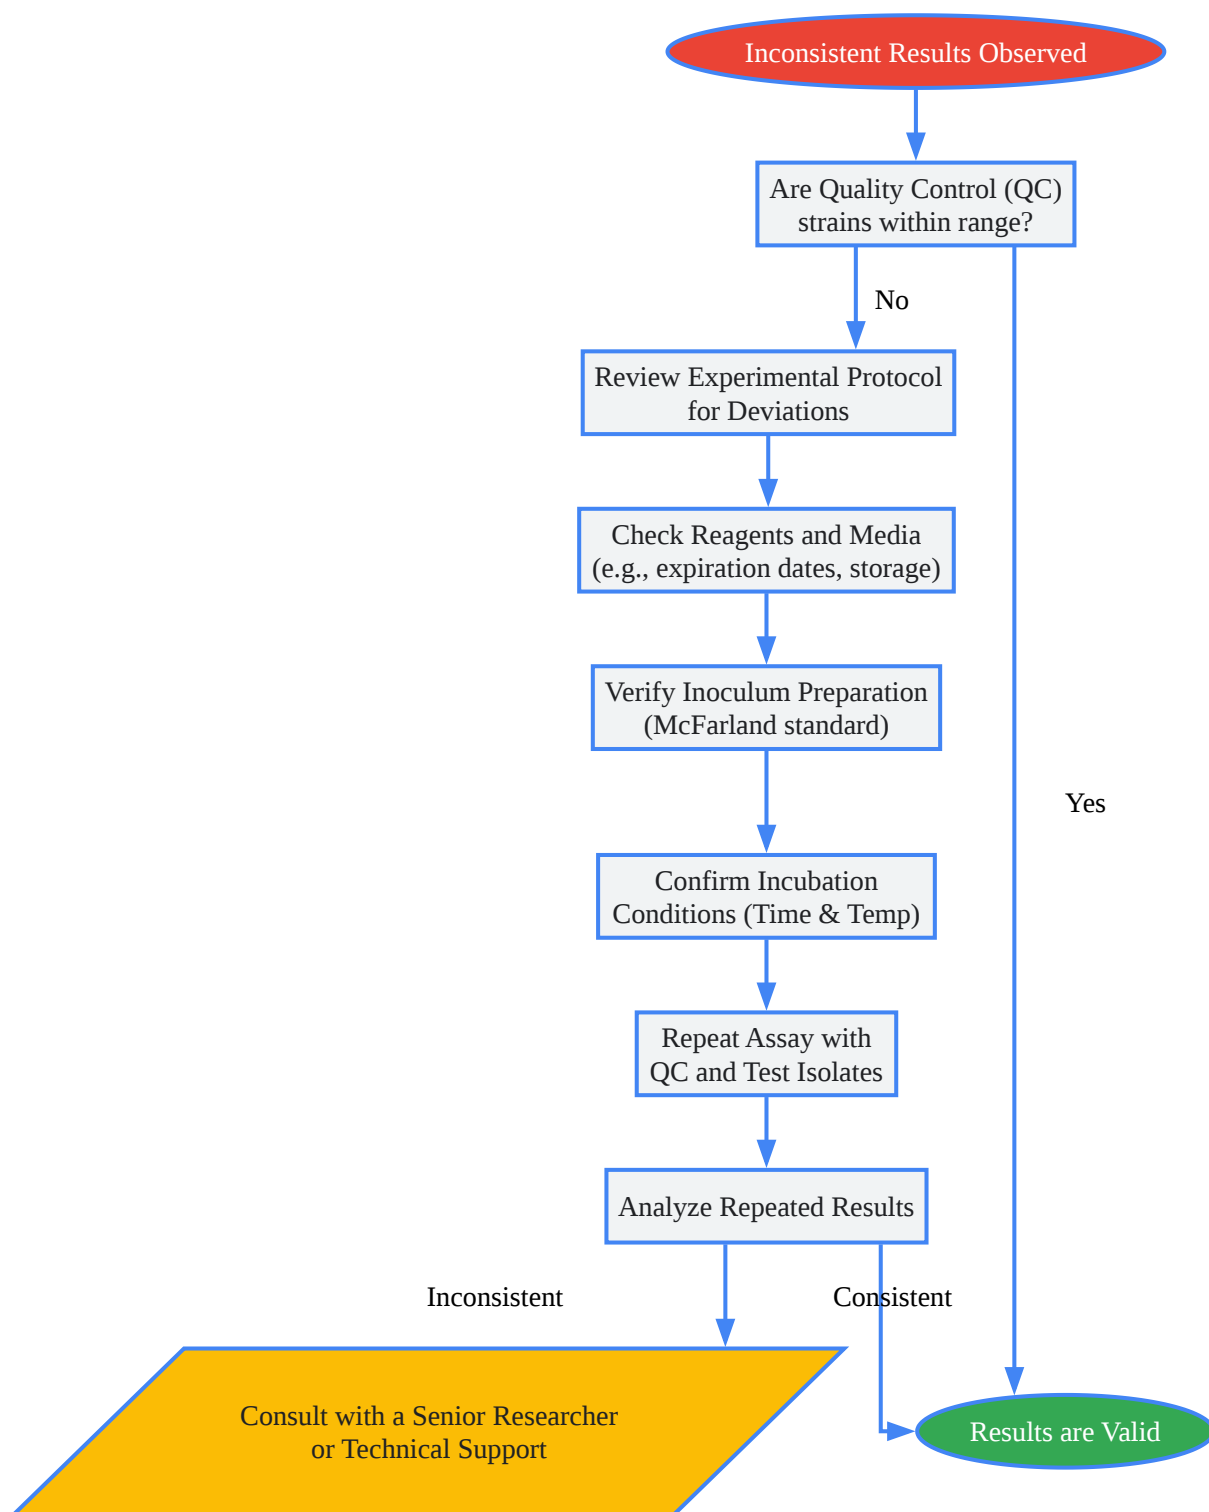 Inconsistent Results Observed
Are Quality Control (QC)
strains within range?
No
Review Experimental Protocol
for Deviations
Check Reagents and Media
(e.g., expiration dates, storage)
Verify Inoculum Preparation
(McFarland standard)
Yes
Confirm Incubation
Conditions (Time & Temp)
Repeat Assay with
QC and Test Isolates
Analyze Repeated Results
Inconsistent
Consistent
Consult with a Senior Researcher
or Technical Support
Results are Valid